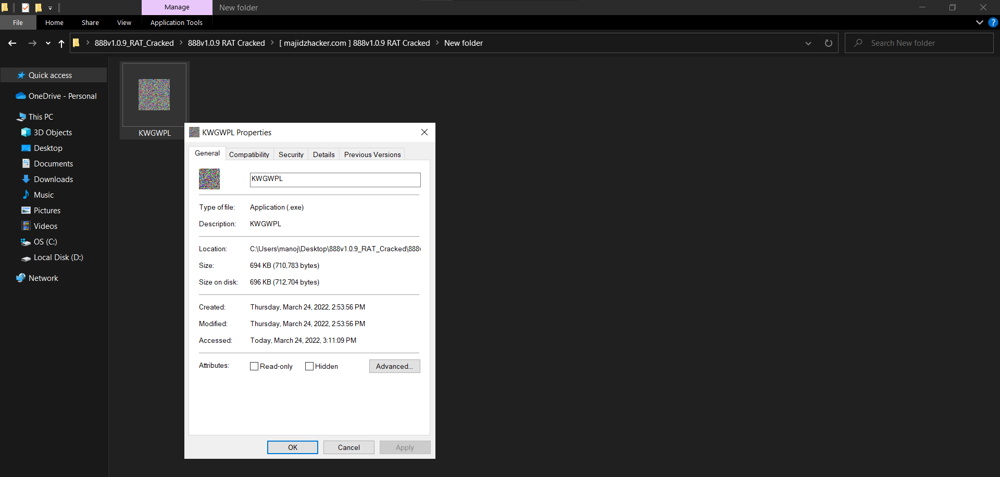 Manage
New folder
File
Home
Share
View
Application Tools
?
888v1.0.9_RAT_Cracked > 888v1.0.9 RAT Cracked > [ majidzhacker.com ] 888v1.0.9 RAT Cracked > New folder
Search New folder
Quick access
OneDrive - Personal
This PC
3D Objects
Desktop
Documents
Downloads
Music
Pictures
Videos
OS (C:)
Local Disk (D:)
Network
KWGWPL
KWGWPL Properties
General
Compatibility
Security
Details
Previous Versions
KWGWPL
Type of file: Application (.exe)
Description: KWGWPL
Location: C:\Users\manoj\Desktop\888v1.0.9_RAT_Cracked\888v
Size: 694 KB (710,783 bytes)
Size on disk: 696 KB (712,704 bytes)
Created: Thursday, March 24, 2022, 2:53:56 PM
Modified: Thursday, March 24, 2022, 2:53:56 PM
Accessed: Today, March 24, 2022, 3:11:09 PM
Attributes: Read-only Hidden Advanced...
OK Cancel Apply